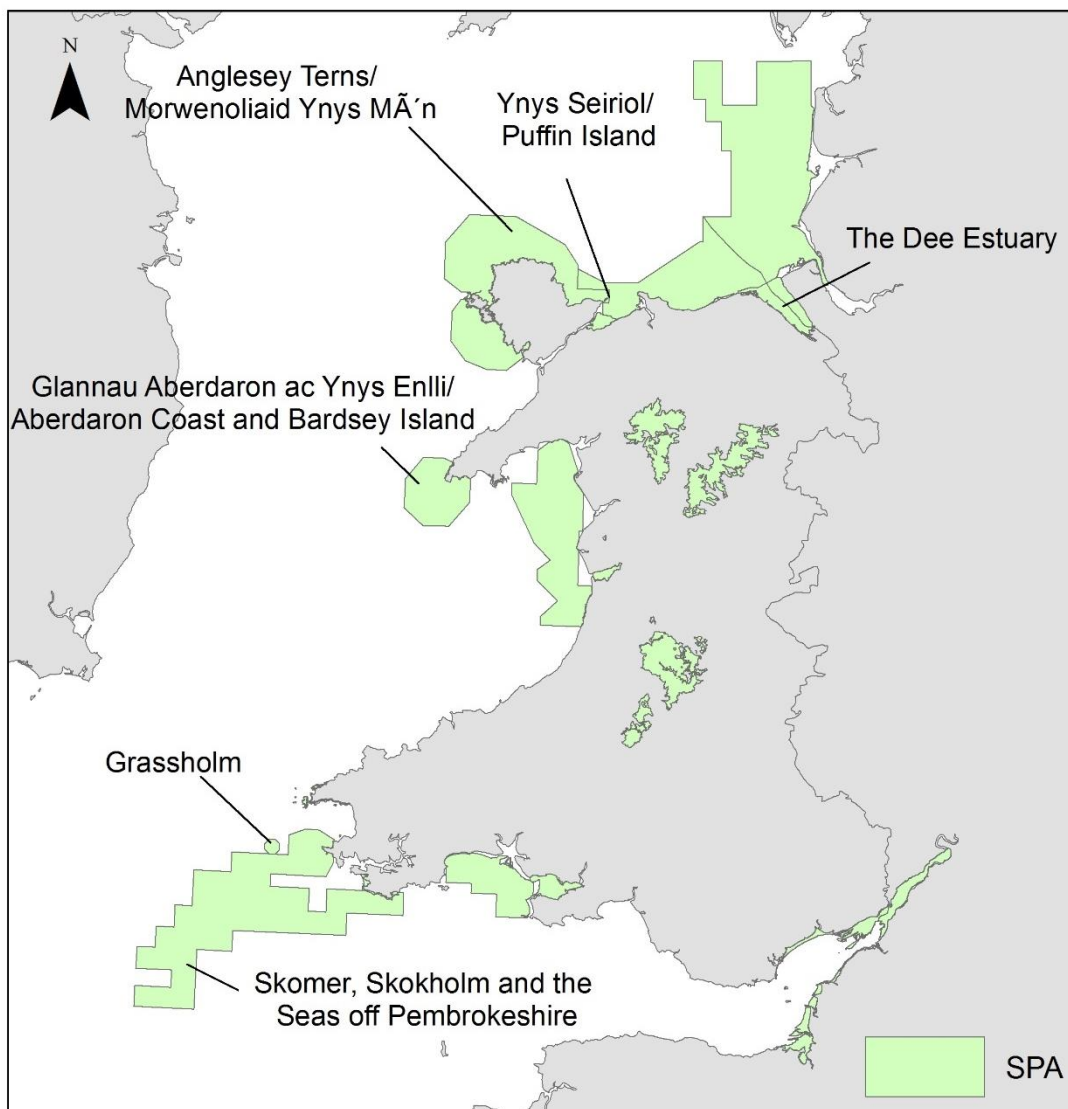 N
Anglesey Terns/
Morwenoliaid Ynys MÃ´n
Ynys Seiriol/
Puffin Island
The Dee Estuary
Glannau Aberdaron ac Ynys Enlli/
Aberdaron Coast and Bardsey Island
Grassholm
Skomer, Skokholm and the
Seas off Pembrokeshire
SPA